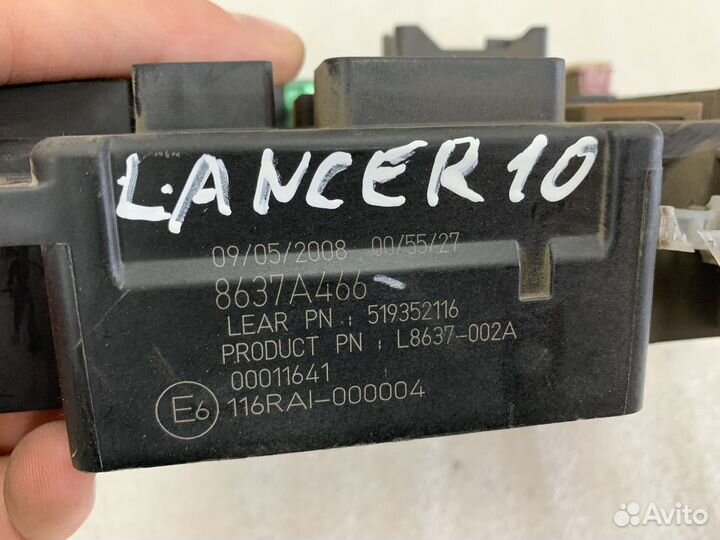 LANCER 10
09/05/2008 00/55/27
8637A466
LEAR PN : 519352116
PRODUCT PN : L8637-002A
00011641
E6 116RAI-000004
Avito